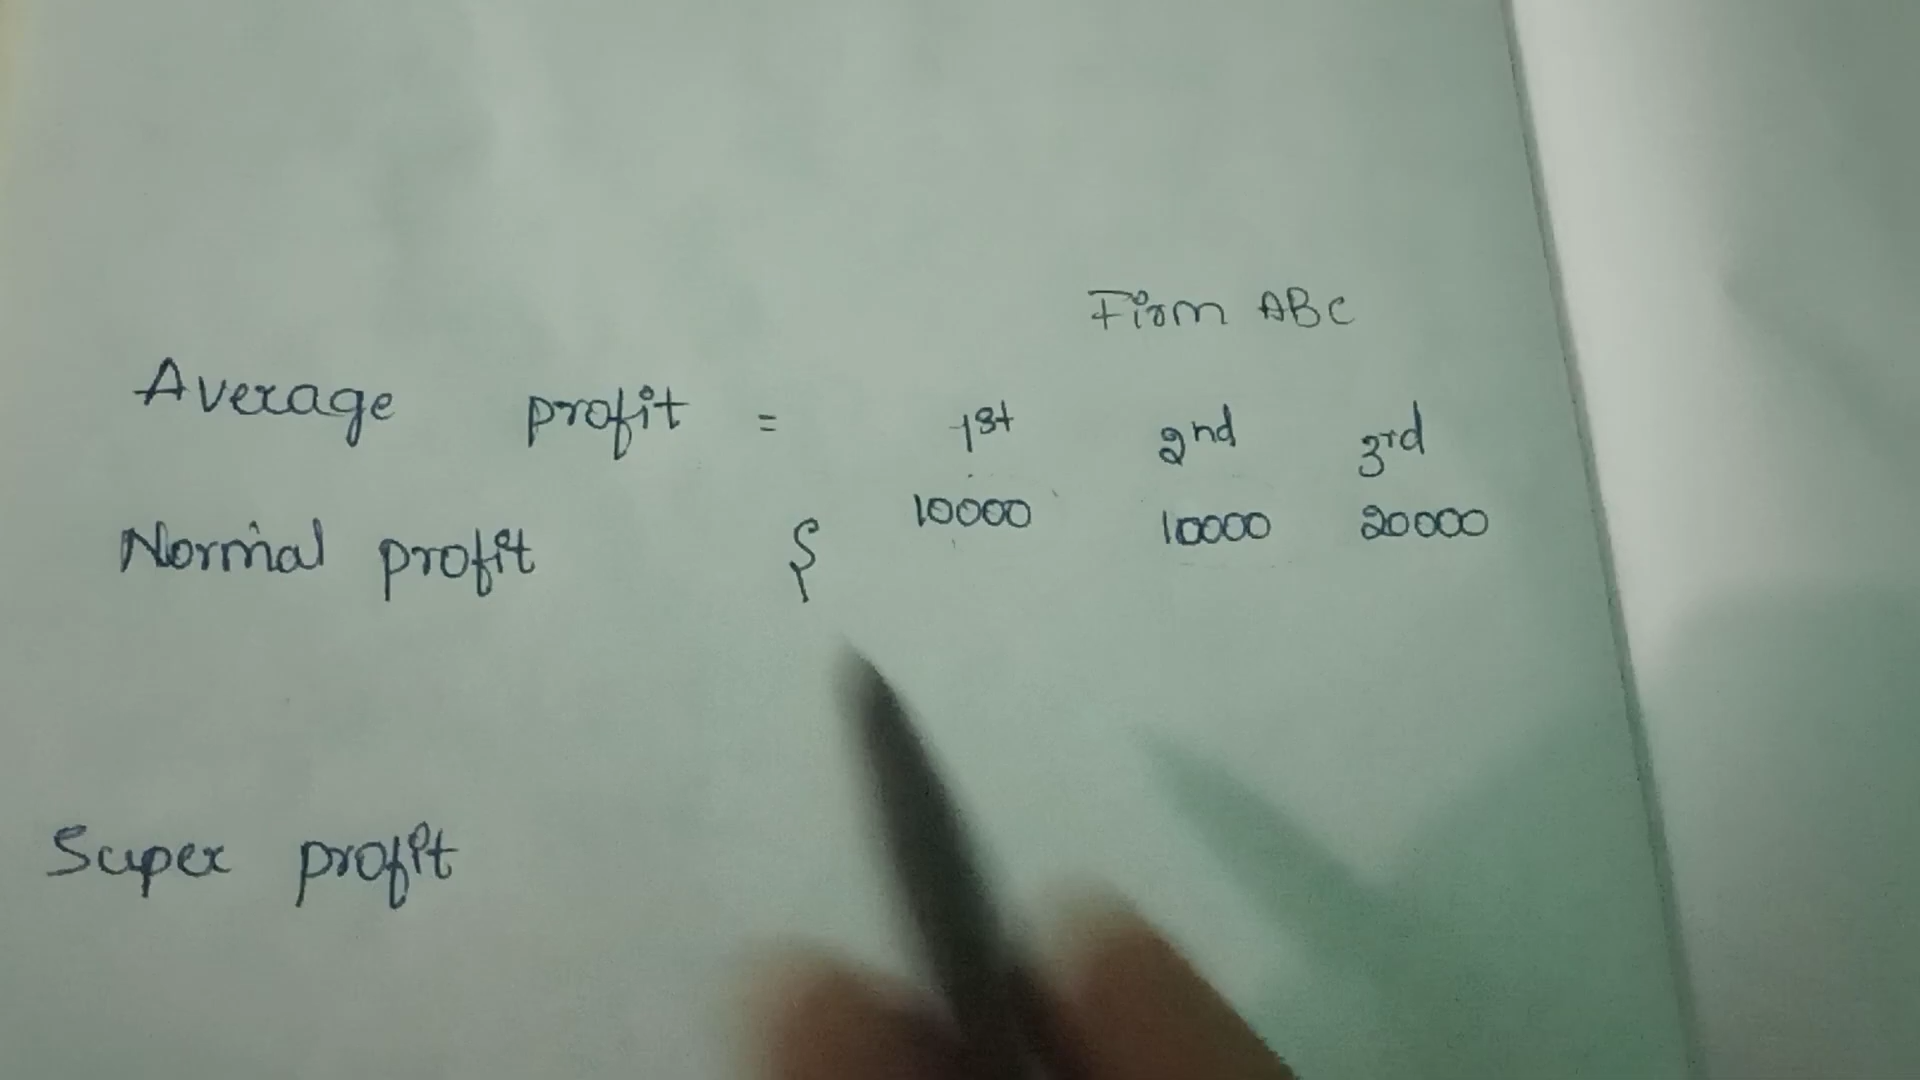 Firm ABC
Average profit = 1st 2nd 3rd
10000 10000 20000
Normal profit
Super profit